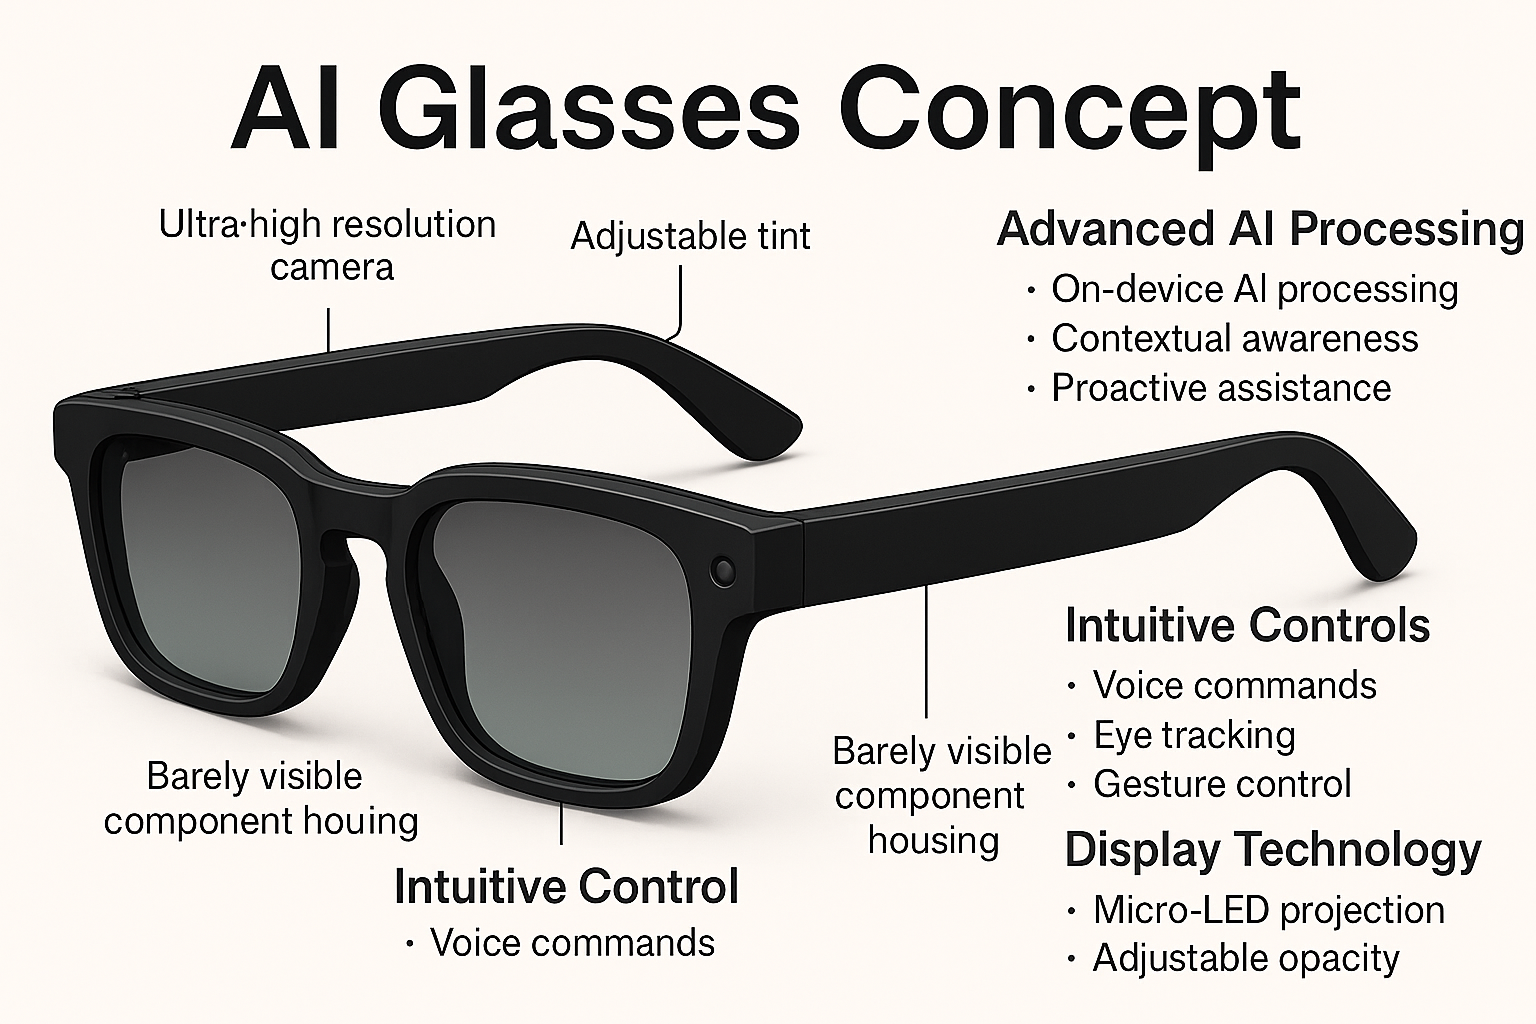 AI Glasses Concept
Ultra·high resolution
camera
Adjustable tint
Advanced AI Processing
• On-device AI processing
• Contextual awareness
• Proactive assistance
Intuitive Controls
• Voice commands
• Eye tracking
• Gesture control
Barely visible
component
housing
Barely visible
component houing
Intuitive Control
• Voice commands
Display Technology
• Micro-LED projection
• Adjustable opacity